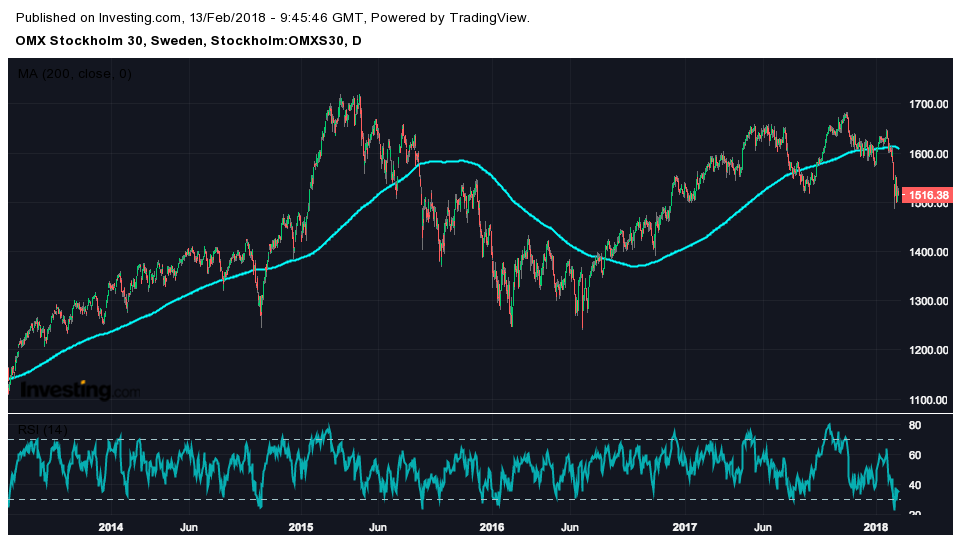 Published on Investing.com, 13/Feb/2018 - 9:45:46 GMT, Powered by TradingView.
OMX Stockholm 30, Sweden, Stockholm:OMXS30, D
MA (200, close, 0)
1700.00
1600.00
1516.38
1500.00
1400.00
1300.00
1200.00
1100.00
Investing.com
RSI (14)
80
60
40
20
2014 Jun 2015 Jun 2016 Jun 2017 Jun 2018